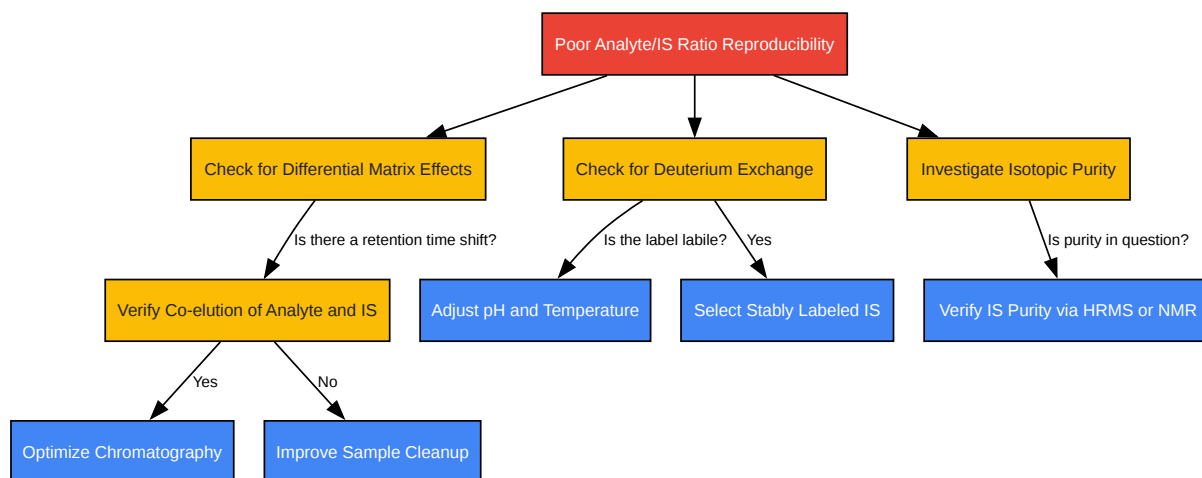 Poor Analyte/IS Ratio Reproducibility
Check for Differential Matrix Effects
Check for Deuterium Exchange
Investigate Isotopic Purity
Is there a retention time shift?
Is the label labile?
Yes
Is purity in question?
Verify Co-elution of Analyte and IS
Adjust pH and Temperature
Select Stably Labeled IS
Verify IS Purity via HRMS or NMR
Yes
No
Optimize Chromatography
Improve Sample Cleanup